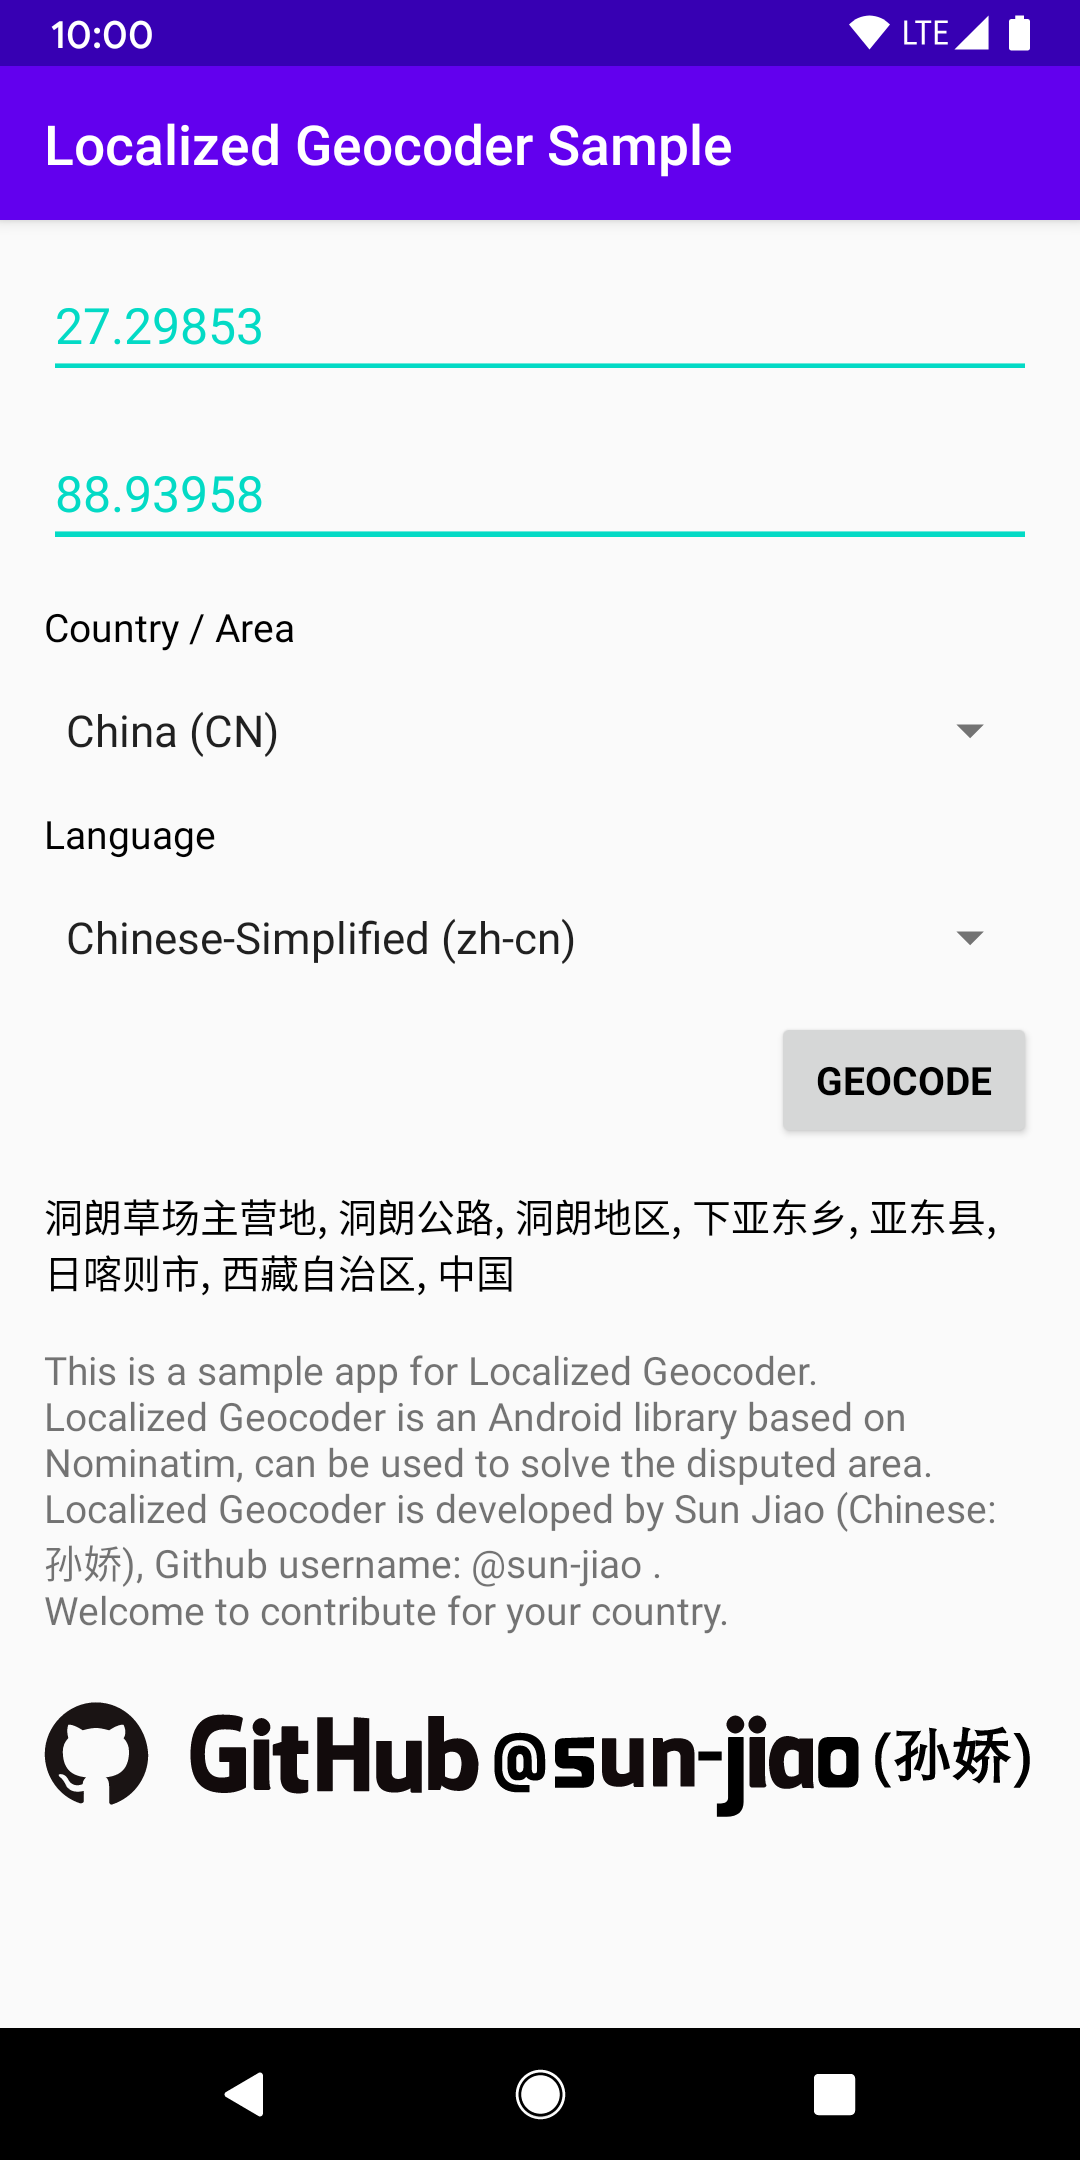 10:00 LTE
Localized Geocoder Sample
27.29853
88.93958
Country / Area
China (CN)
Language
Chinese-Simplified (zh-cn)
GEOCODE
洞朗草场主营地, 洞朗公路, 洞朗地区, 下亚东乡, 亚东县,
日喀则市, 西藏自治区, 中国
This is a sample app for Localized Geocoder.
Localized Geocoder is an Android library based on
Nominatim, can be used to solve the disputed area.
Localized Geocoder is developed by Sun Jiao (Chinese:
孙娇), Github username: @sun-jiao .
Welcome to contribute for your country.
GitHub @sun-jiao (孙娇)